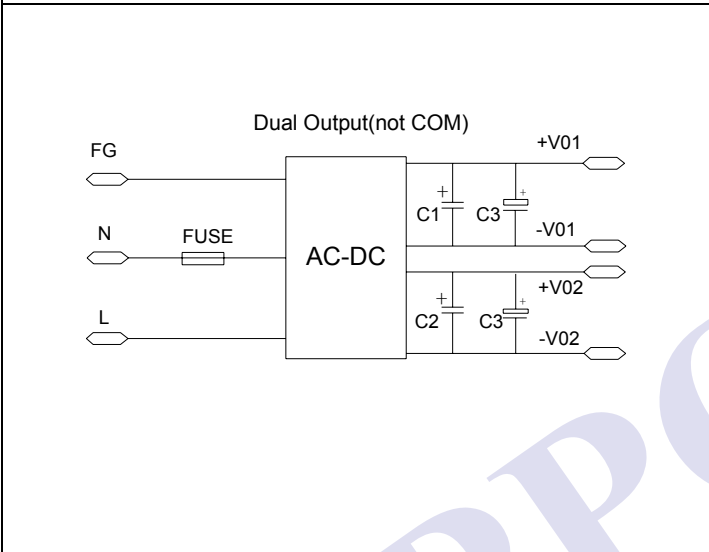 Dual Output(not COM)
FG
+V01
+
+
C1
C3
N
FUSE
-V01
AC-DC
+V02
+
+
L
C2
C3
-V02